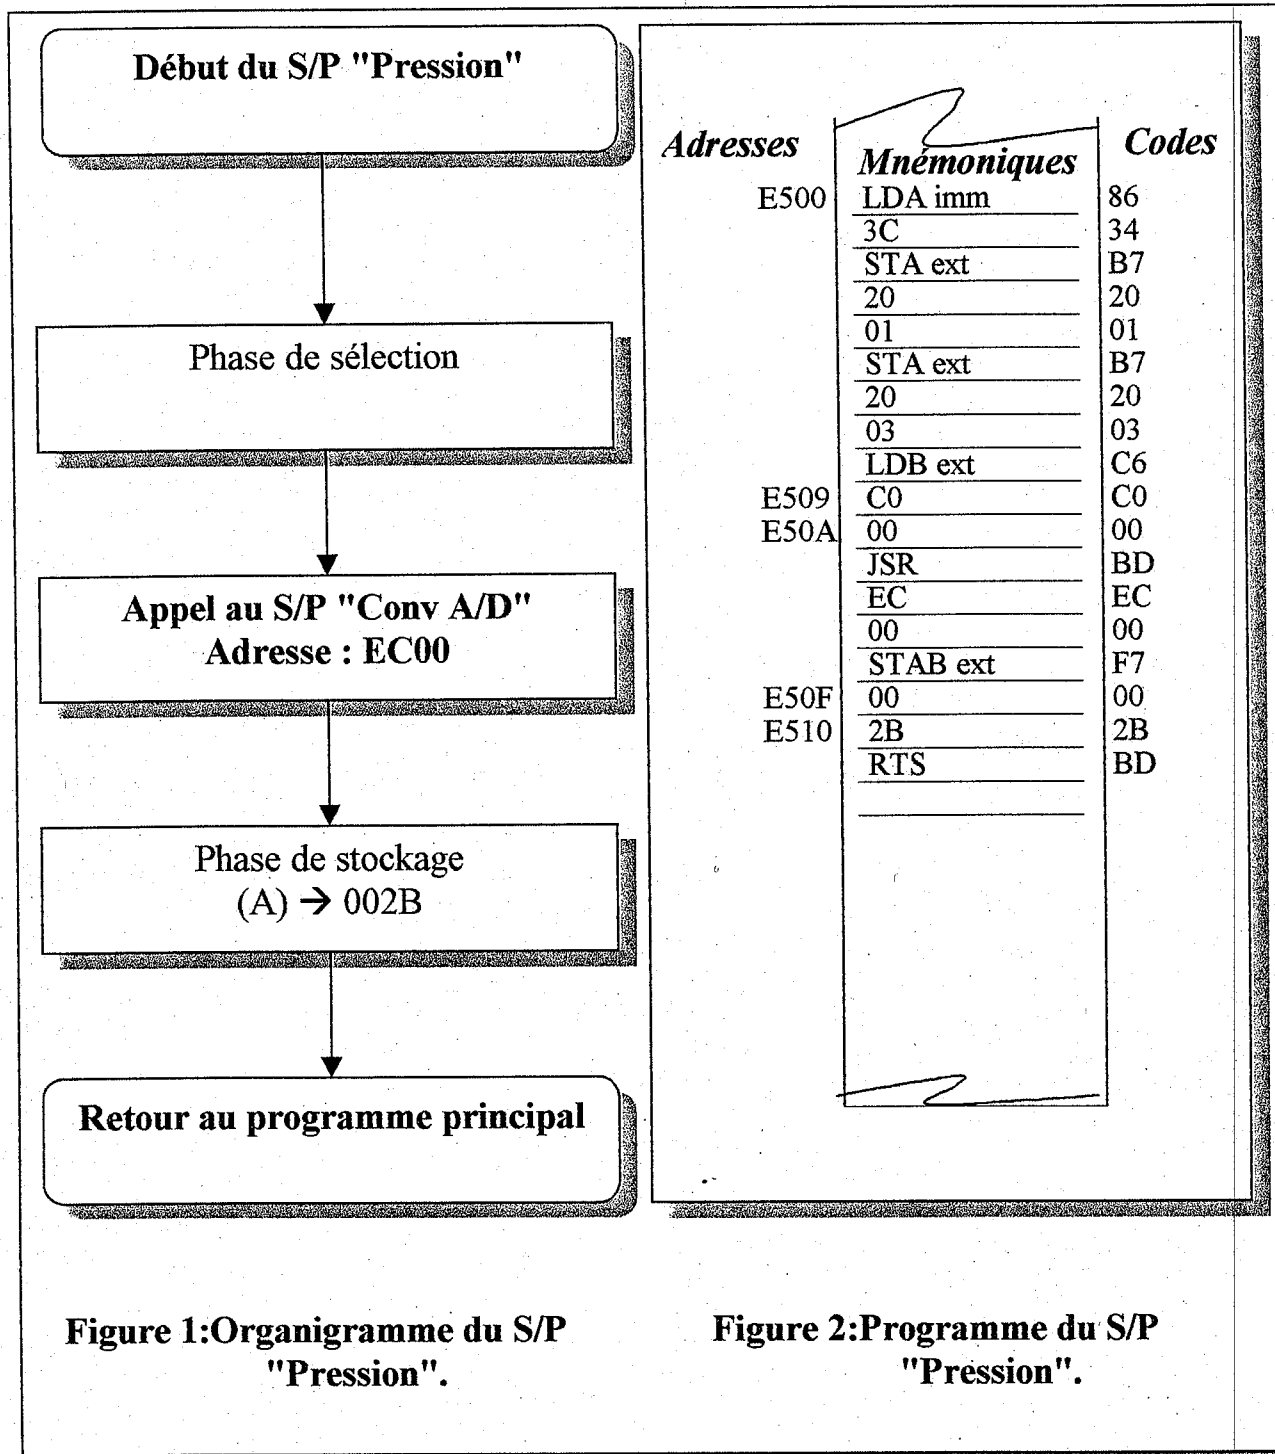 Début du S/P "Pression"
Phase de sélection
Appel au S/P "Conv A/D"
Adresse : EC00
Phase de stockage
(A) → 002B
Retour au programme principal
Figure 1:Organigramme du S/P
"Pression".
Adresses Mnémoniques Codes
E500 LDA imm 86
3C 34
STA ext B7
20 20
01 01
STA ext B7
20 20
03 03
LDB ext C6
E509 C0 C0
E50A 00 00
JSR BD
EC EC
00 00
STAB ext F7
E50F 00 00
E510 2B 2B
RTS BD
Figure 2:Programme du S/P
"Pression".